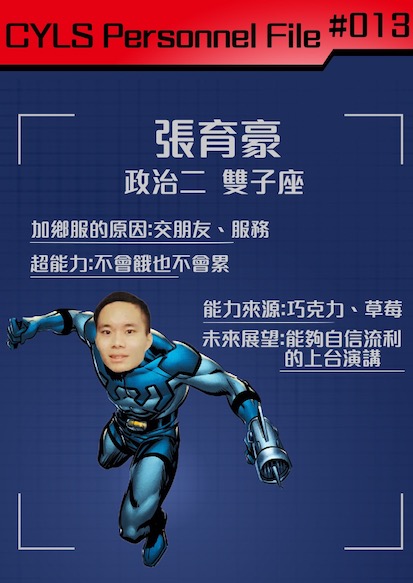 CYLS Personnel File #013
張育豪
政治二 雙子座
加鄉服的原因:交朋友、服務
超能力:不會餓也不會累
能力來源:巧克力、草莓
未來展望:能夠自信流利
的上台演講